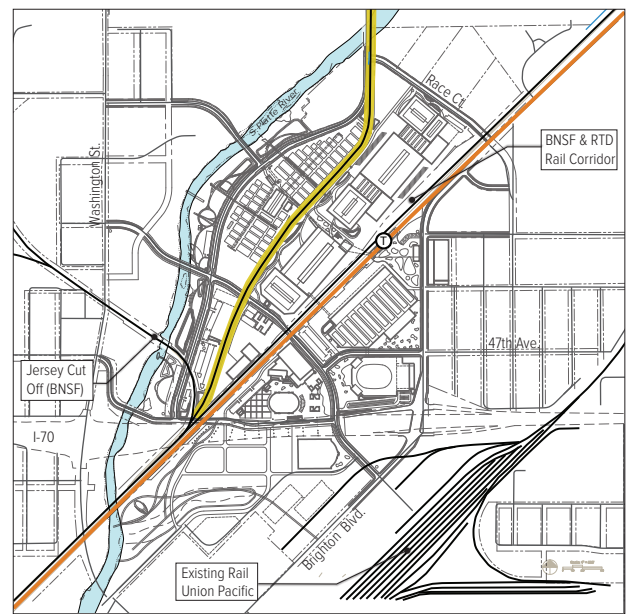 S. Platte River
Race Ct.
Washington St.
BNSF & RTD
Rail Corridor
T
47th Ave.
Jersey Cut
Off (BNSF)
I-70
Brighton Blvd.
Existing Rail
Union Pacific